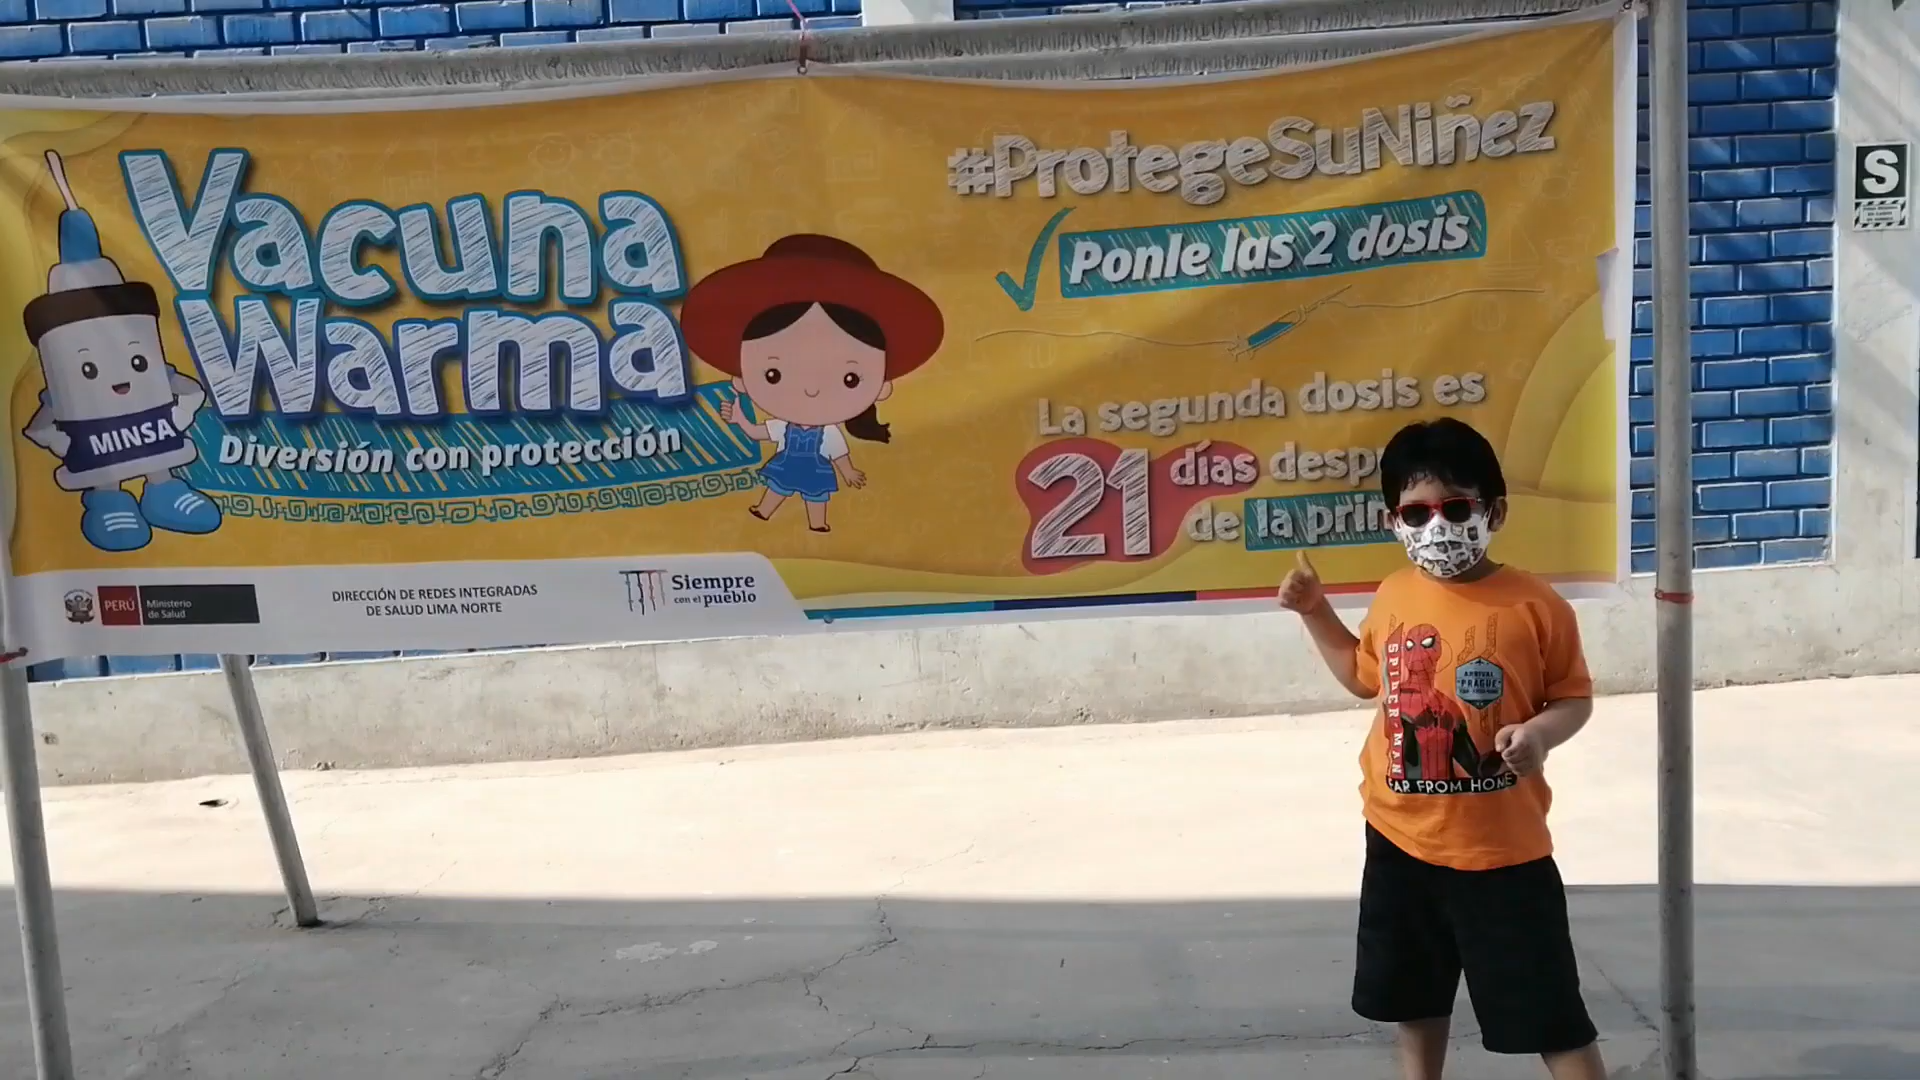 Vacuna
Warma
MINSA
Diversión con protección
#ProtegeSuNiñez
Ponle las 2 dosis
La segunda dosis es
21 días desp
de la prin
PERÚ
Ministerio
de Salud
DIRECCIÓN DE REDES INTEGRADAS
DE SALUD LIMA NORTE
Siempre
con el pueblo
S
SPIDER-MAN
ARRIVAL
PRAGUE
FAR FROM HOME